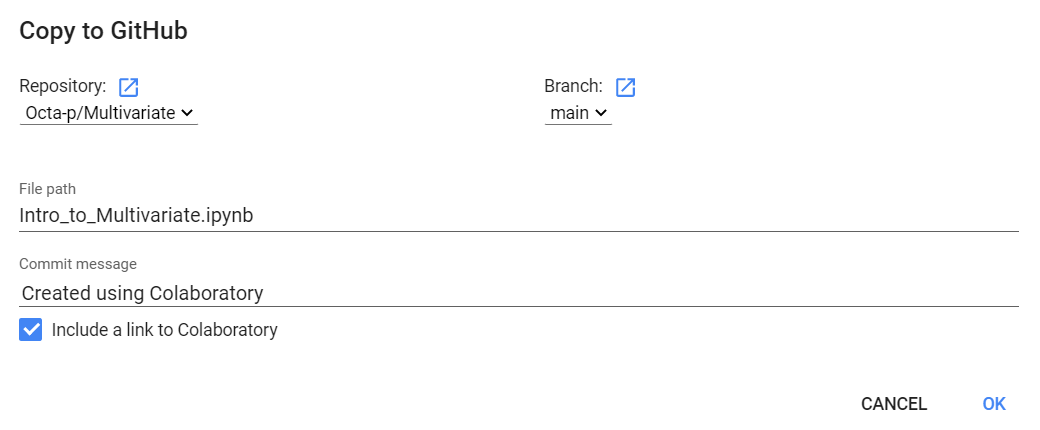 Copy to GitHub
Repository:
Branch:
Octa-p/Multivariate
main
File path
Intro_to_Multivariate.ipynb
Commit message
Created using Colaboratory
Include a link to Colaboratory
CANCEL
OK